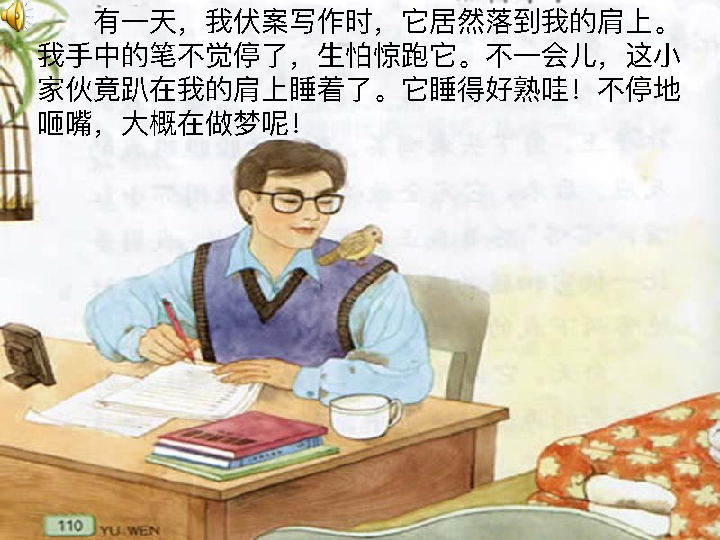 有一天，我伏案写作时，它居然落到我的肩上。
我手中的笔不觉停了，生怕惊跑它。不一会儿，这小
家伙竟趴在我的肩上睡着了。它睡得好熟哇！不停地
咂嘴，大概在做梦呢！
110 YU WEN